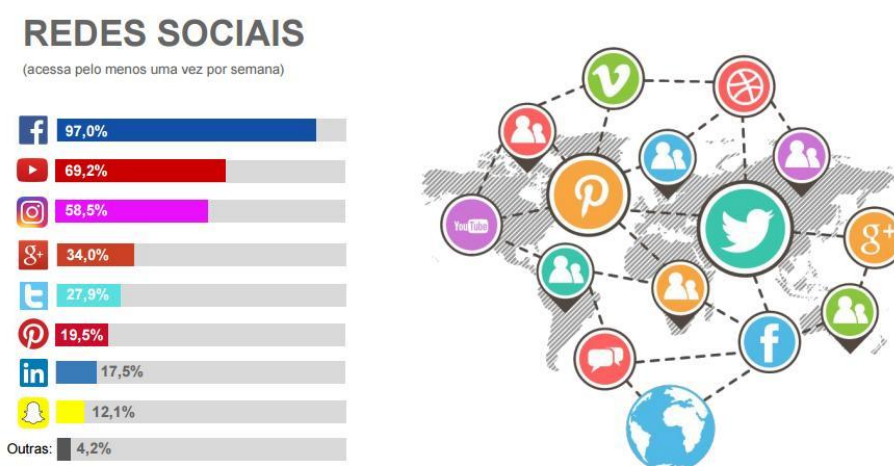 REDES SOCIAIS
(acessa pelo menos uma vez por semana)
f 97,0%
69,2%
58,5%
g+ 34,0%
t 27,9%
19,5%
in 17,5%
12,1%
Outras: 4,2%
YouTube
g+
f